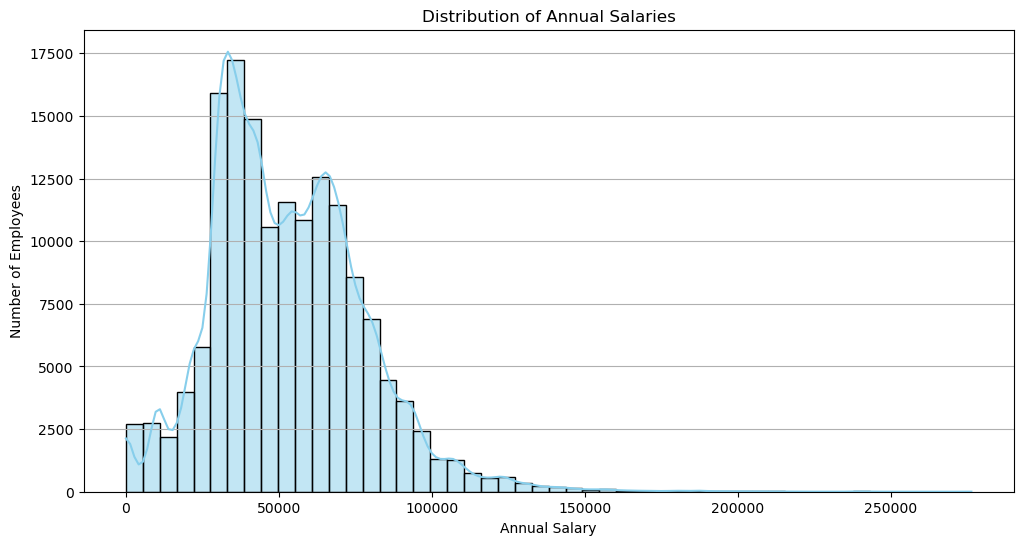 Distribution of Annual Salaries
Number of Employees
17500
15000
12500
10000
7500
5000
2500
0
0 50000 100000 150000 200000 250000
Annual Salary